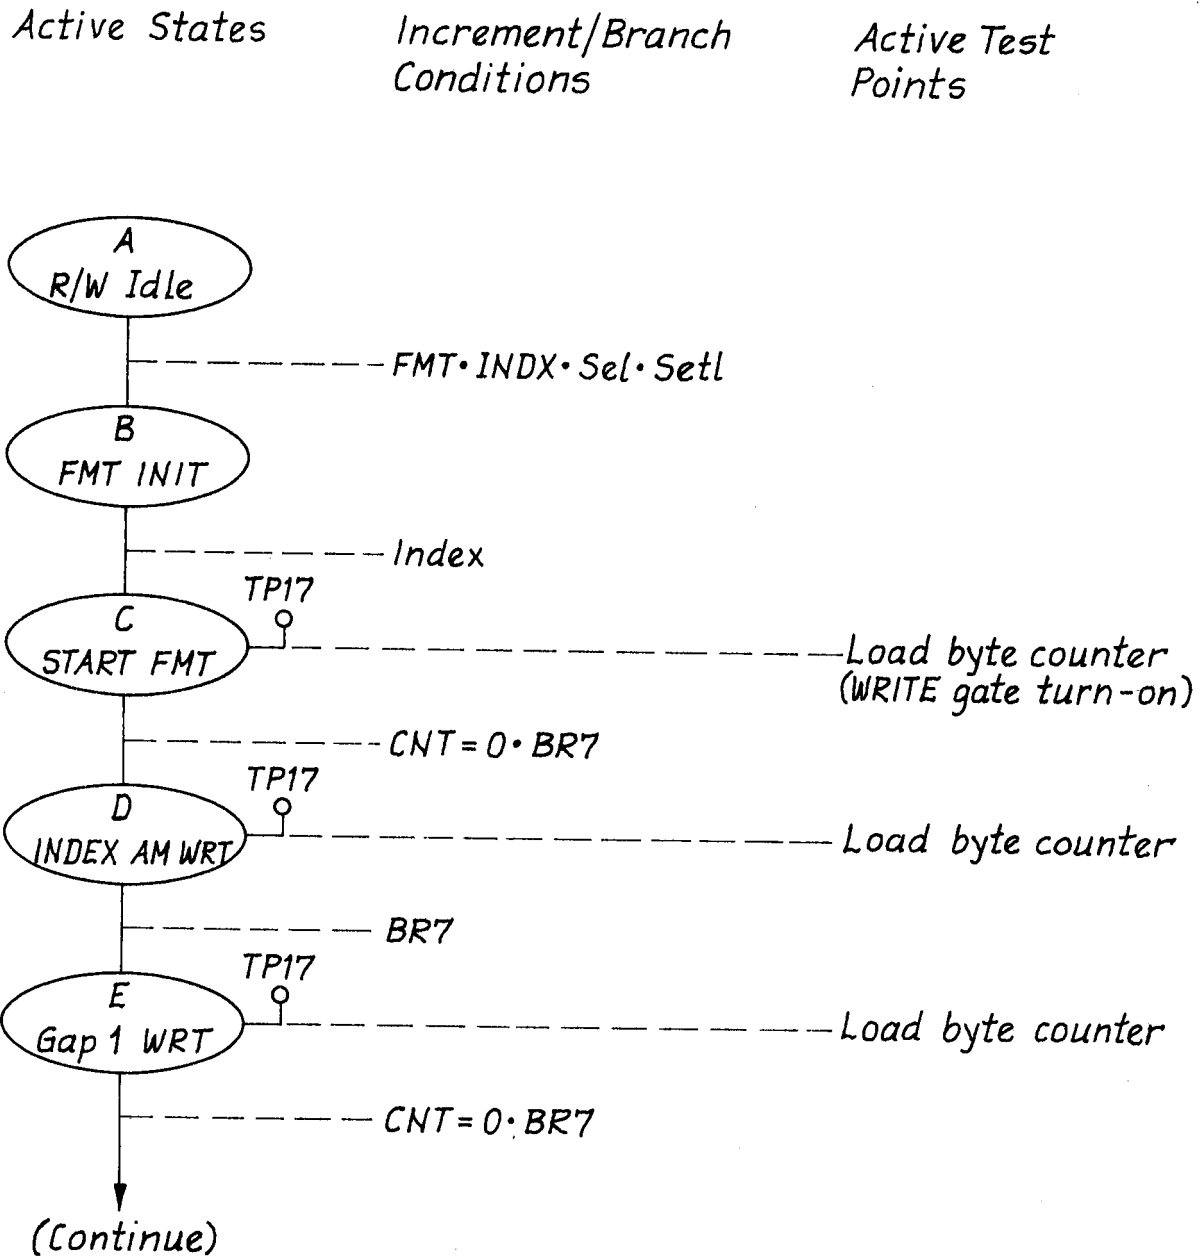 Active States
Increment/Branch
Conditions
Active Test
Points
A
R/W Idle
FMT·INDX·Sel·Setl
B
FMT INIT
Index
TP17
C
START FMT
Load byte counter
(WRITE gate turn-on)
CNT=0·BR7
TP17
D
INDEX AM WRT
Load byte counter
BR7
TP17
E
Gap 1 WRT
Load byte counter
CNT=0·BR7
(Continue)